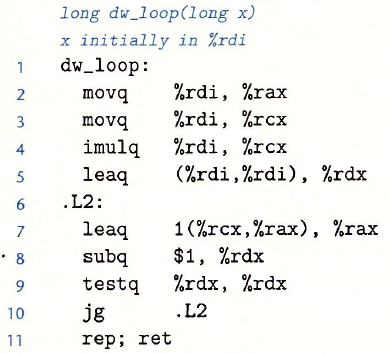 long dw_loop(long x)
x initially in %rdi
1 dw_loop:
2 movq %rdi, %rax
3 movq %rdi, %rcx
4 imulq %rdi, %rcx
5 leaq (%rdi,%rdi), %rdx
6 .L2:
7 leaq 1(%rcx,%rax), %rax
8 subq $1, %rdx
9 testq %rdx, %rdx
10 jg .L2
11 rep; ret